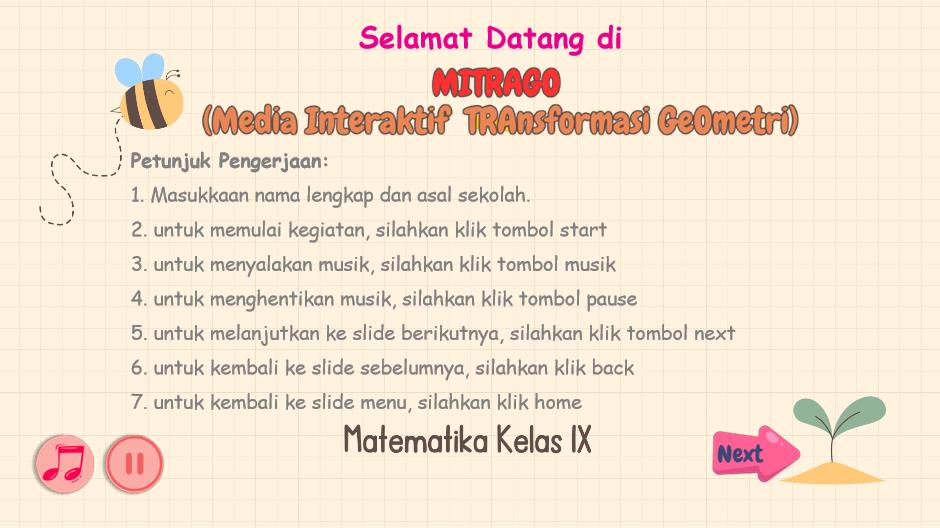 Selamat Datang di
MITRAGO
(Media Interaktif TRAnsformasi GeOmetri)
Petunjuk Pengerjaan:
1. Masukkaan nama lengkap dan asal sekolah.
2. untuk memulai kegiatan, silahkan klik tombol start
3. untuk menyalakan musik, silahkan klik tombol musik
4. untuk menghentikan musik, silahkan klik tombol pause
5. untuk melanjutkan ke slide berikutnya, silahkan klik tombol next
6. untuk kembali ke slide sebelumnya, silahkan klik back
7. untuk kembali ke slide menu, silahkan klik home
Matematika Kelas IX
Next